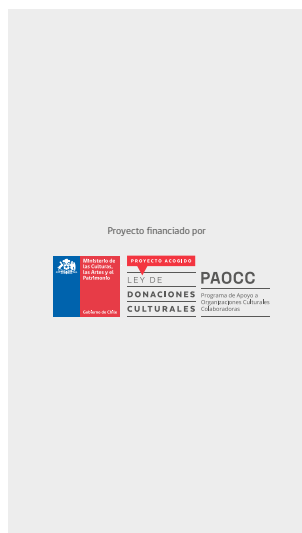 Proyecto financiado por
Ministerio de
las Culturas,
las Artes y el
Patrimonio
Gobierno de Chile
PROYECTO ACOGIDO
LEY DE
DONACIONES
CULTURALES
PAOCC
Programa de Apoyo a
Organizaciones Culturales
Colaboradoras